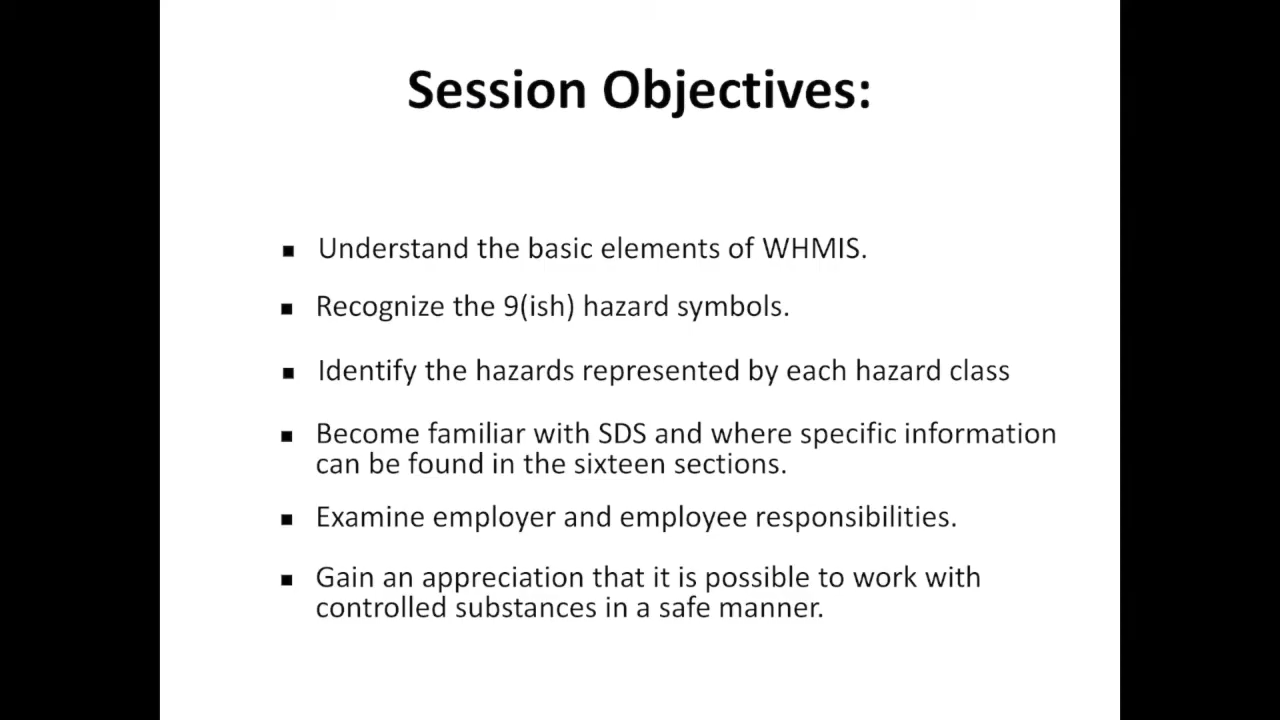 Session Objectives:
▪ Understand the basic elements of WHMIS.
▪ Recognize the 9(ish) hazard symbols.
▪ Identify the hazards represented by each hazard class
▪ Become familiar with SDS and where specific information
can be found in the sixteen sections.
▪ Examine employer and employee responsibilities.
▪ Gain an appreciation that it is possible to work with
controlled substances in a safe manner.